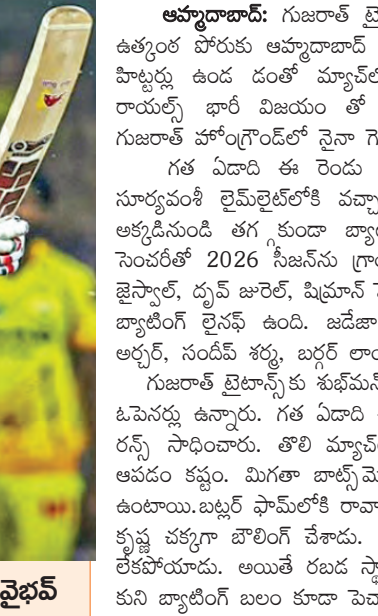 ఆహ్మదాబాద్: గుజరాత్ టై
ఉత్కంఠ పోరుకు ఆహ్మదాబాద్
హిట్టర్లు ఉండ డంతో మ్యాచ్‌లో
రాయల్స్ భారీ విజయం తో
గుజరాత్ హోంగ్రౌండ్‌లో నైనా గె
గత ఏడాది ఈ రెండు
సూర్యవంశీ లైమ్‌లైట్‌లోకి వచ్చా
అక్కడినుండి తగ్గకుండా బ్యా
సెంచరీతో 2026 సీజన్‌ను గ్రాం
జైస్వాల్, దృవ్ జురెల్, షిమ్రాన్
బ్యాటింగ్ లైనఫ్ ఉంది. జడేజా
అర్చర్, సందీప్ శర్మ, బర్గర్ లాం
గుజరాత్ టైటాన్స్‌కు శుభ్‌మన్
ఓపెనర్లు ఉన్నారు. గత ఏడాది
రన్స్ సాధించారు. తొలి మ్యాచ్‌
ఆపడం కష్టం. మిగతా బాట్స్‌మె
ఉంటాయి.బట్లర్ ఫామ్‌లోకి రావా
కృష్ణ చక్కగా బౌలింగ్ చేశాడు.
లేకపోయాడు. అయితే రబడ స్థా
కుని బ్యాటింగ్ బలం కూడా పెచ
వైభవ్